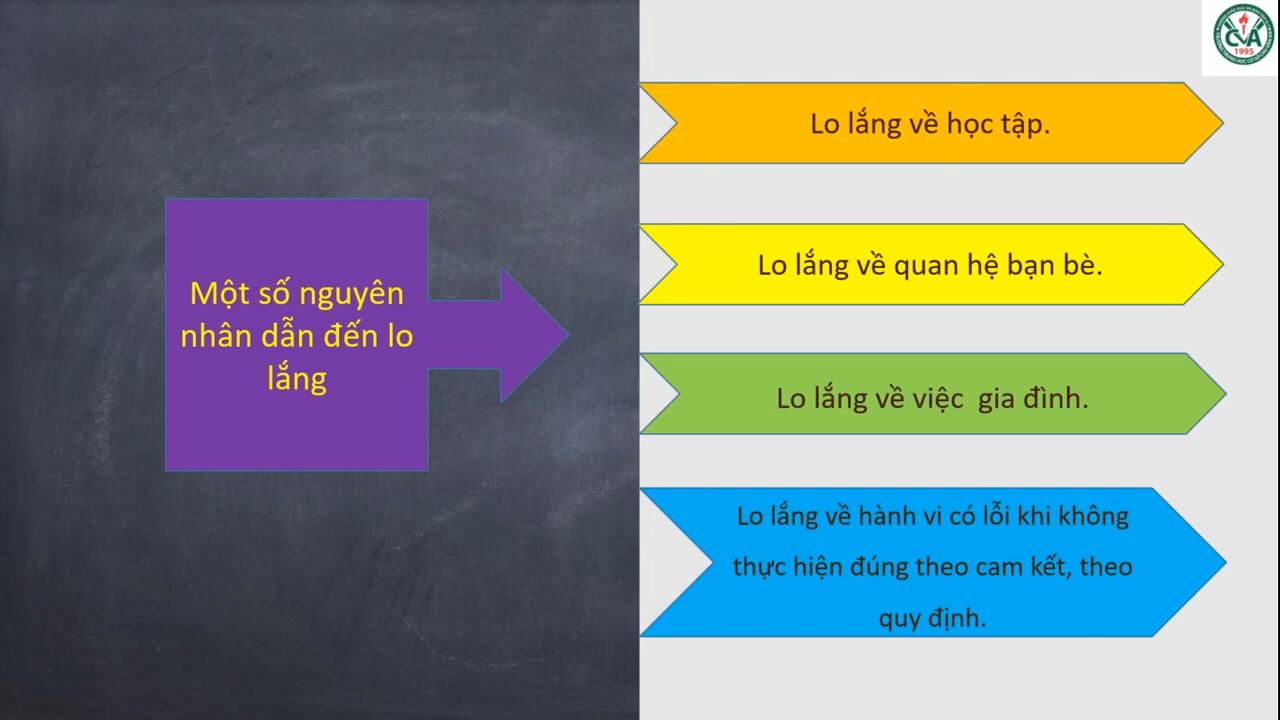 CVA
1995
Lo lắng về học tập.
Lo lắng về quan hệ bạn bè.
Một số nguyên
nhân dẫn đến lo
lắng
Lo lắng về việc  gia đình.
Lo lắng về hành vi có lỗi khi không
thực hiện đúng theo cam kết, theo
quy định.